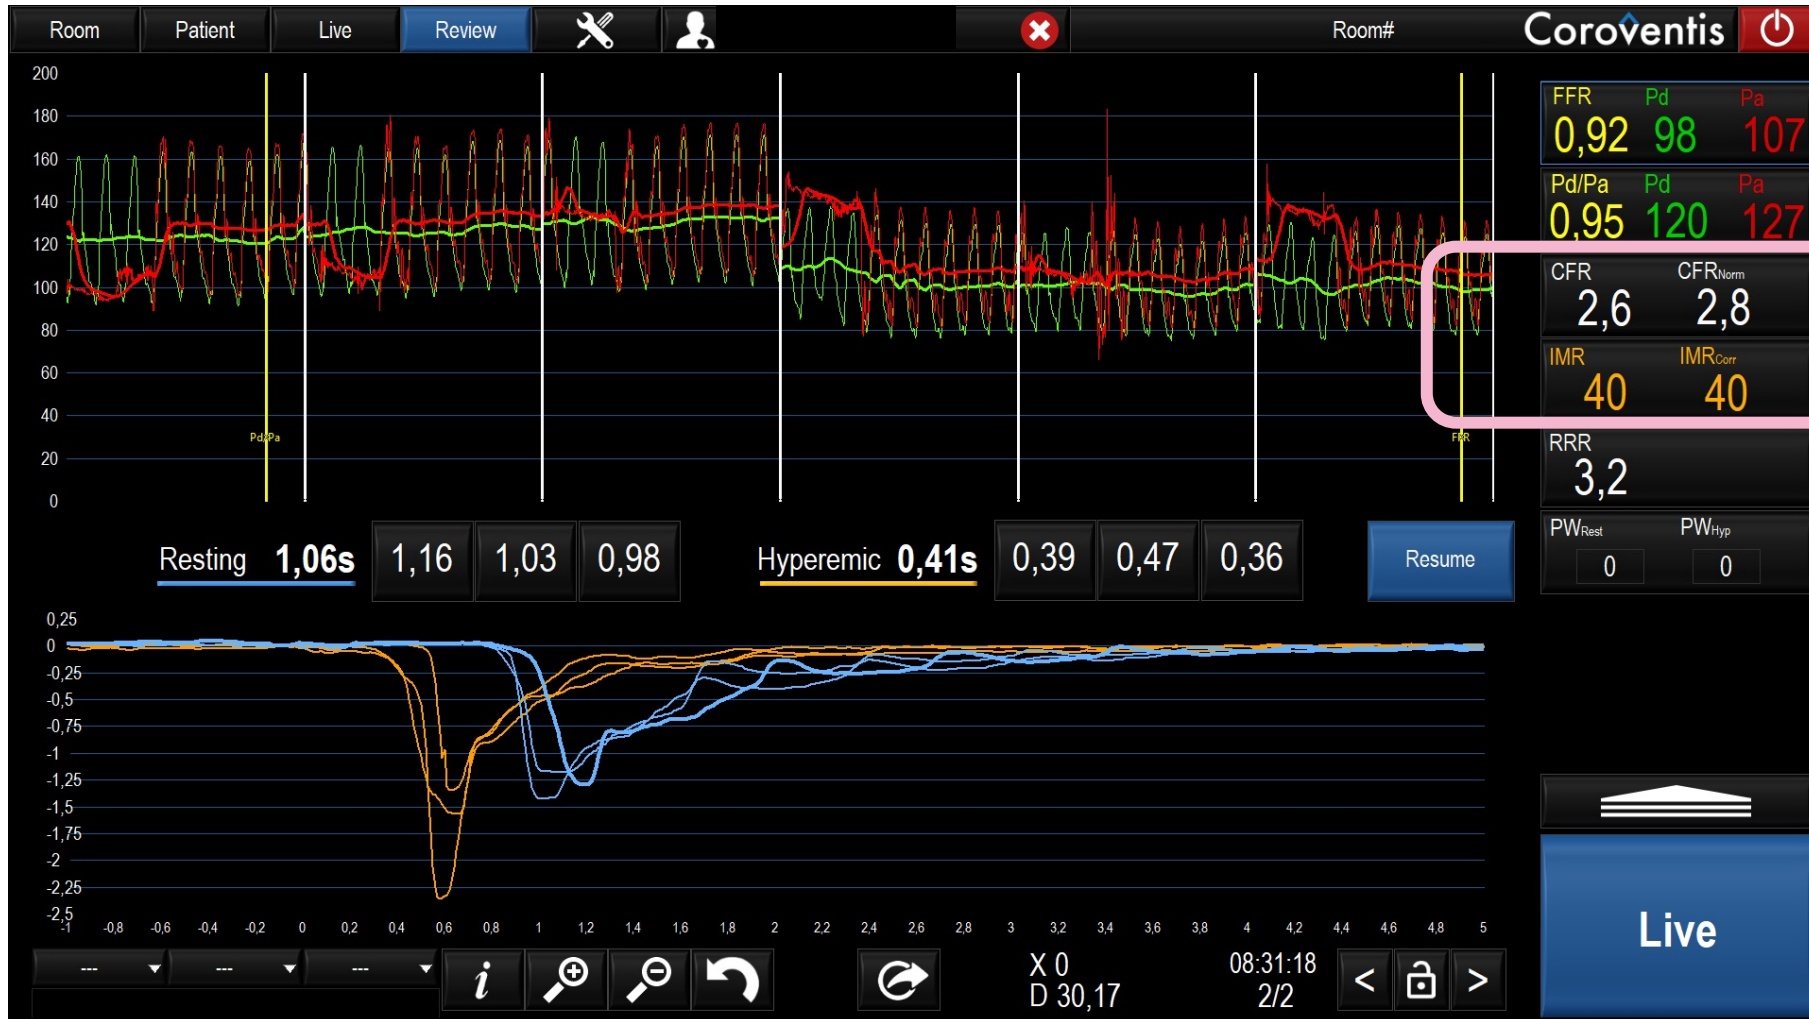 Room Patient Live Review Room# Coroventis
200
180
160
140
120
100
80
60
40
20
0
Pd/Pa
FFR
FFR Pd Pa
0,92 98 107
Pd/Pa Pd Pa
0,95 120 127
CFR CFRNorm
2,6 2,8
IMR IMRCorr
40 40
RRR
3,2
PWRest PWHyp
0 0
Resting 1,06s 1,16 1,03 0,98 Hyperemic 0,41s 0,39 0,47 0,36 Resume
0,25
0
-0,25
-0,5
-0,75
-1
-1,25
-1,5
-1,75
-2
-2,25
-2,5
-1 -0,8 -0,6 -0,4 -0,2 0 0,2 0,4 0,6 0,8 1 1,2 1,4 1,6 1,8 2 2,2 2,4 2,6 2,8 3 3,2 3,4 3,6 3,8 4 4,2 4,4 4,6 4,8 5
--- --- --- i
X 0
D 30,17
08:31:18
2/2
< >
Live